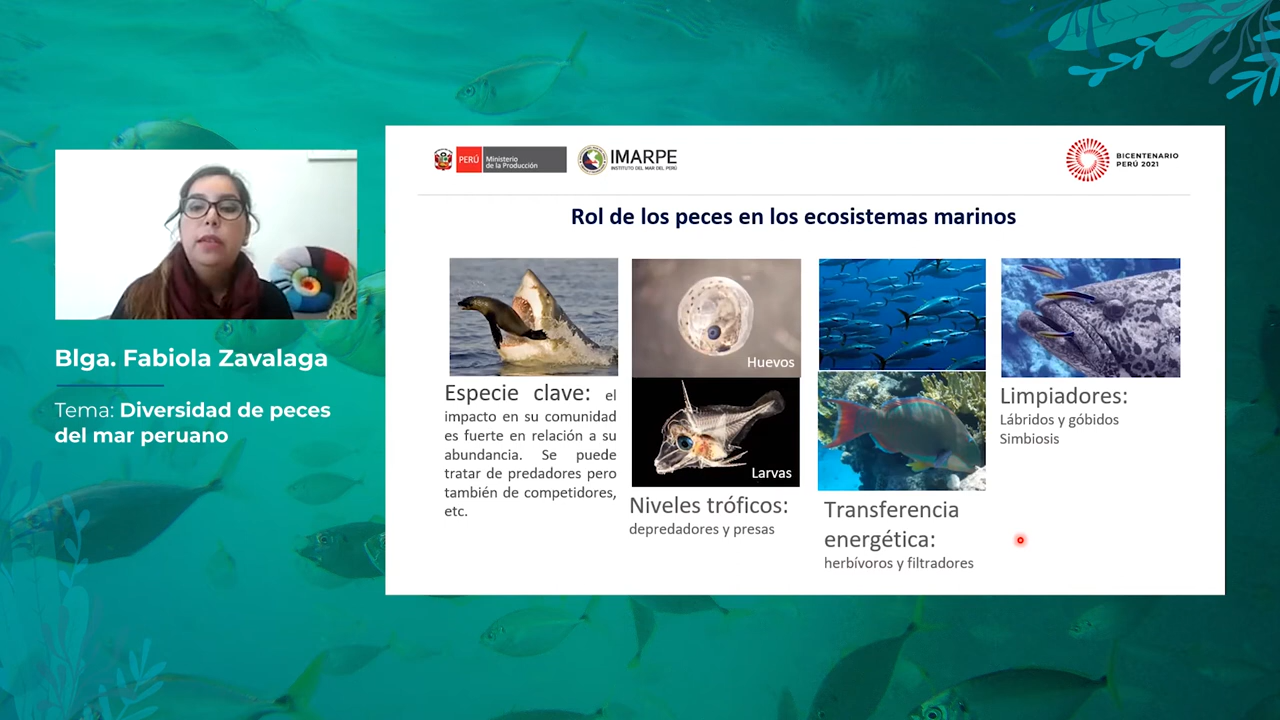 Blga. Fabiola Zavalaga
Tema: Diversidad de peces
del mar peruano
PERÚ
Ministerio
de la Producción
IMARPE
INSTITUTO DEL MAR DEL PERÚ
BICENTENARIO
PERÚ 2021
Rol de los peces en los ecosistemas marinos
Especie clave: el
impacto en su comunidad
es fuerte en relación a su
abundancia. Se puede
tratar de predadores pero
también de competidores,
etc.
Huevos
Larvas
Niveles tróficos:
depredadores y presas
Transferencia
energética:
herbívoros y filtradores
Limpiadores:
Lábridos y góbidos
Simbiosis